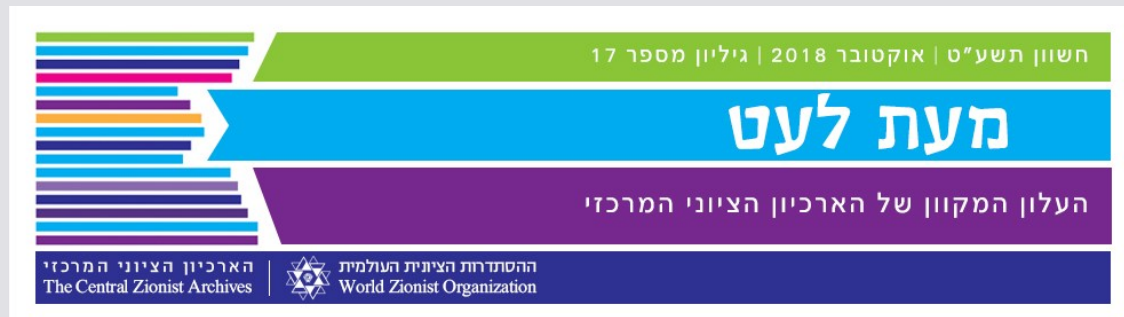 חשוון תשע"ט | אוקטובר 2018 | גיליון מספר 17
מעת לעט
העלון המקוון של הארכיון הציוני המרכזי
ההסתדרות הציונית העולמית
World Zionist Organization
הארכיון הציוני המרכזי
The Central Zionist Archives